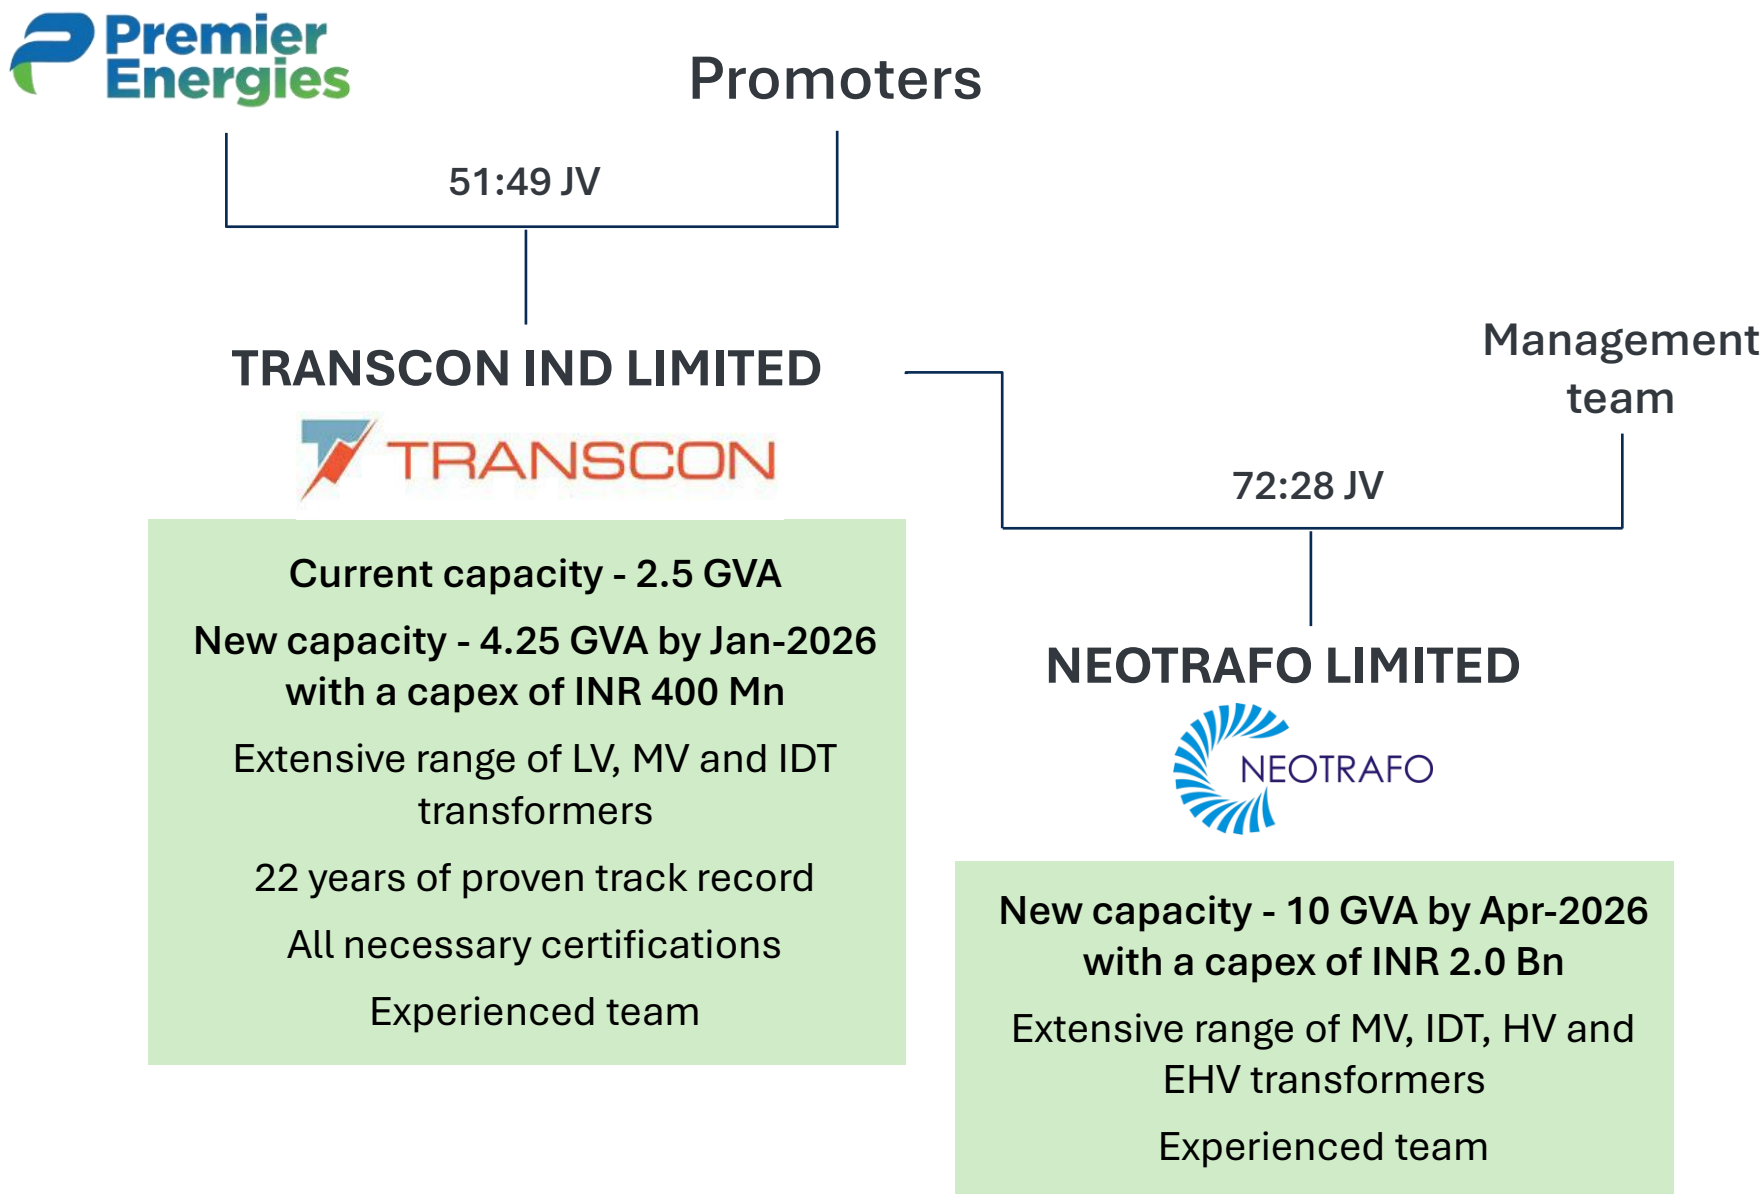 Premier
Energies
Promoters
51:49 JV
TRANSCON IND LIMITED
TRANSCON
Current capacity - 2.5 GVA
New capacity - 4.25 GVA by Jan-2026
with a capex of INR 400 Mn
Extensive range of LV, MV and IDT
transformers
22 years of proven track record
All necessary certifications
Experienced team
Management
team
72:28 JV
NEOTRAFO LIMITED
NEOTRAFO
New capacity - 10 GVA by Apr-2026
with a capex of INR 2.0 Bn
Extensive range of MV, IDT, HV and
EHV transformers
Experienced team